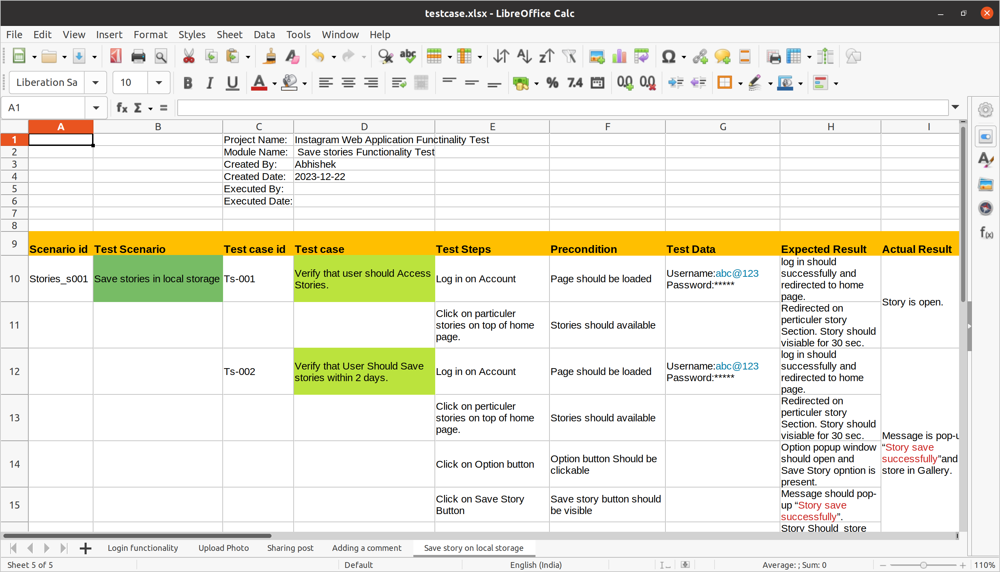 testcase.xlsx - LibreOffice Calc
File Edit View Insert Format Styles Sheet Data Tools Window Help
Liberation Sa 10
A1
A B C D E F G H I
1 Project Name: Instagram Web Application Functinality Test
2 Module Name: Save stories Functionality Test
3 Created By: Abhishek
4 Created Date: 2023-12-22
5 Executed By:
6 Executed Date:
7
8
9 Scenario id Test Scenario Test case id Test case Test Steps Precondition Test Data Expected Result Actual Result
10 Stories_s001 Save stories in local storage Ts-001
Verify that user should Access
Stories.
Log in on Account
Page should be loaded
Username:abc@123
Password:*****
log in should
successfully and
redirected to home
page.
Story is open.
11
Click on particuler
stories on top of home
page.
Stories should available
Redirected on
perticuler story
Section. Story should
visiable for 30 sec.
12 Ts-002
Verify that User Should Save
stories within 2 days.
Log in on Account
Page should be loaded
Username:abc@123
Password:*****
log in should
successfully and
redirected to home
page.
13
Click on perticuler
stories on top of home
page.
Stories should available
Redirected on
perticuler story
Section. Story should
visiable for 30 sec.
Message is pop-u
“Story save
successfully”and
store in Gallery.
14
Click on Option button
Option button Should be
clickable
Option popup window
should open and
Save Story opntion is
present.
15
Click on Save Story
Button
Save story button should
be visible
Message should pop-
up “Story save
successfully”.
Story Should store
Login functionality Upload Photo Sharing post Adding a comment Save story on local storage
Sheet 5 of 5 Default English (India) Average: ; Sum: 0 110%